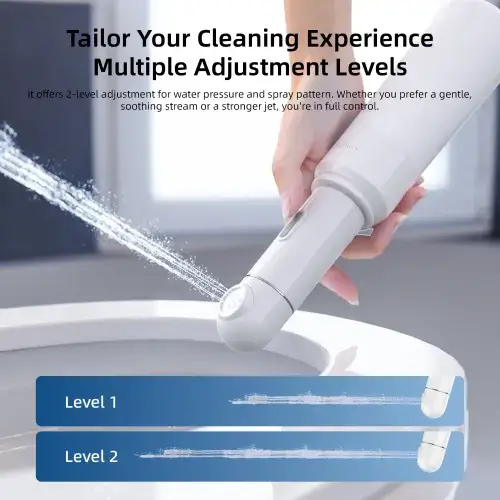 Tailor Your Cleaning Experience
Multiple Adjustment Levels
it offers 2-level adjustment for water pressure and spray pattern. Whether you prefer a gentle,
soothing stream or a stronger jet, you're in full control.
Level 1
Level 2